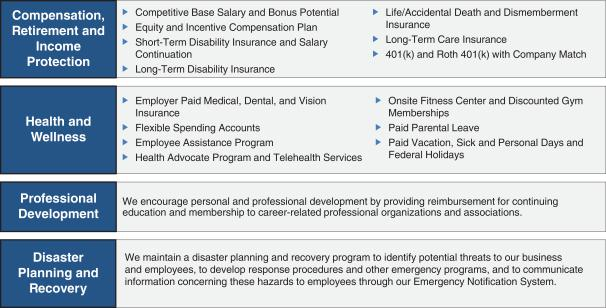 Compensation,
Retirement and
Income
Protection
Competitive Base Salary and Bonus Potential
Equity and Incentive Compensation Plan
Short-Term Disability Insurance and Salary
Continuation
Long-Term Disability Insurance
Life/Accidental Death and Dismemberment
Insurance
Long-Term Care Insurance
401(k) and Roth 401(k) with Company Match
Health and
Wellness
Employer Paid Medical, Dental, and Vision
Insurance
Flexible Spending Accounts
Employee Assistance Program
Health Advocate Program and Telehealth Services
Onsite Fitness Center and Discounted Gym
Memberships
Paid Parental Leave
Paid Vacation, Sick and Personal Days and
Federal Holidays
Professional
Development
We encourage personal and professional development by providing reimbursement for continuing
education and membership to career-related professional organizations and associations.
Disaster
Planning and
Recovery
We maintain a disaster planning and recovery program to identify potential threats to our business
and employees, to develop response procedures and other emergency programs, and to communicate
information concerning these hazards to employees through our Emergency Notification System.